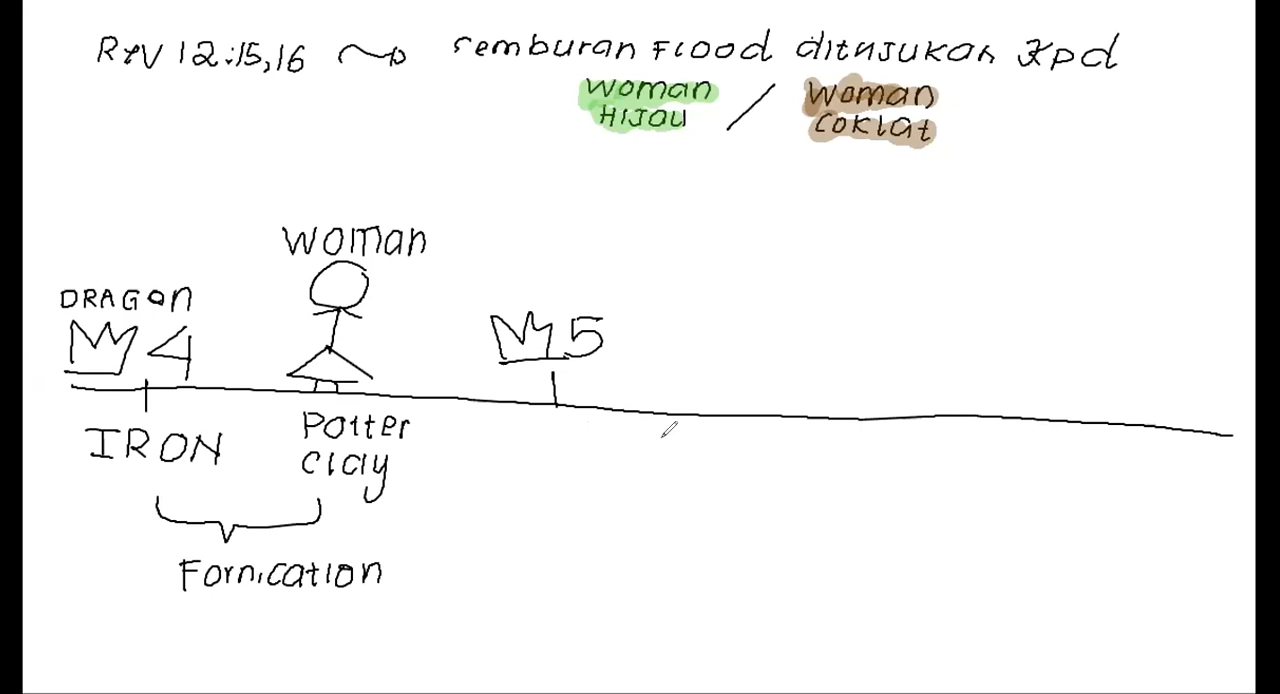 Rev 12:15,16 ~> semburan Flood ditujukan Kpd
woman / woman
HIJAU coklat
woman
DRAGon
4
5
IRON
Potter
clay
Fornication